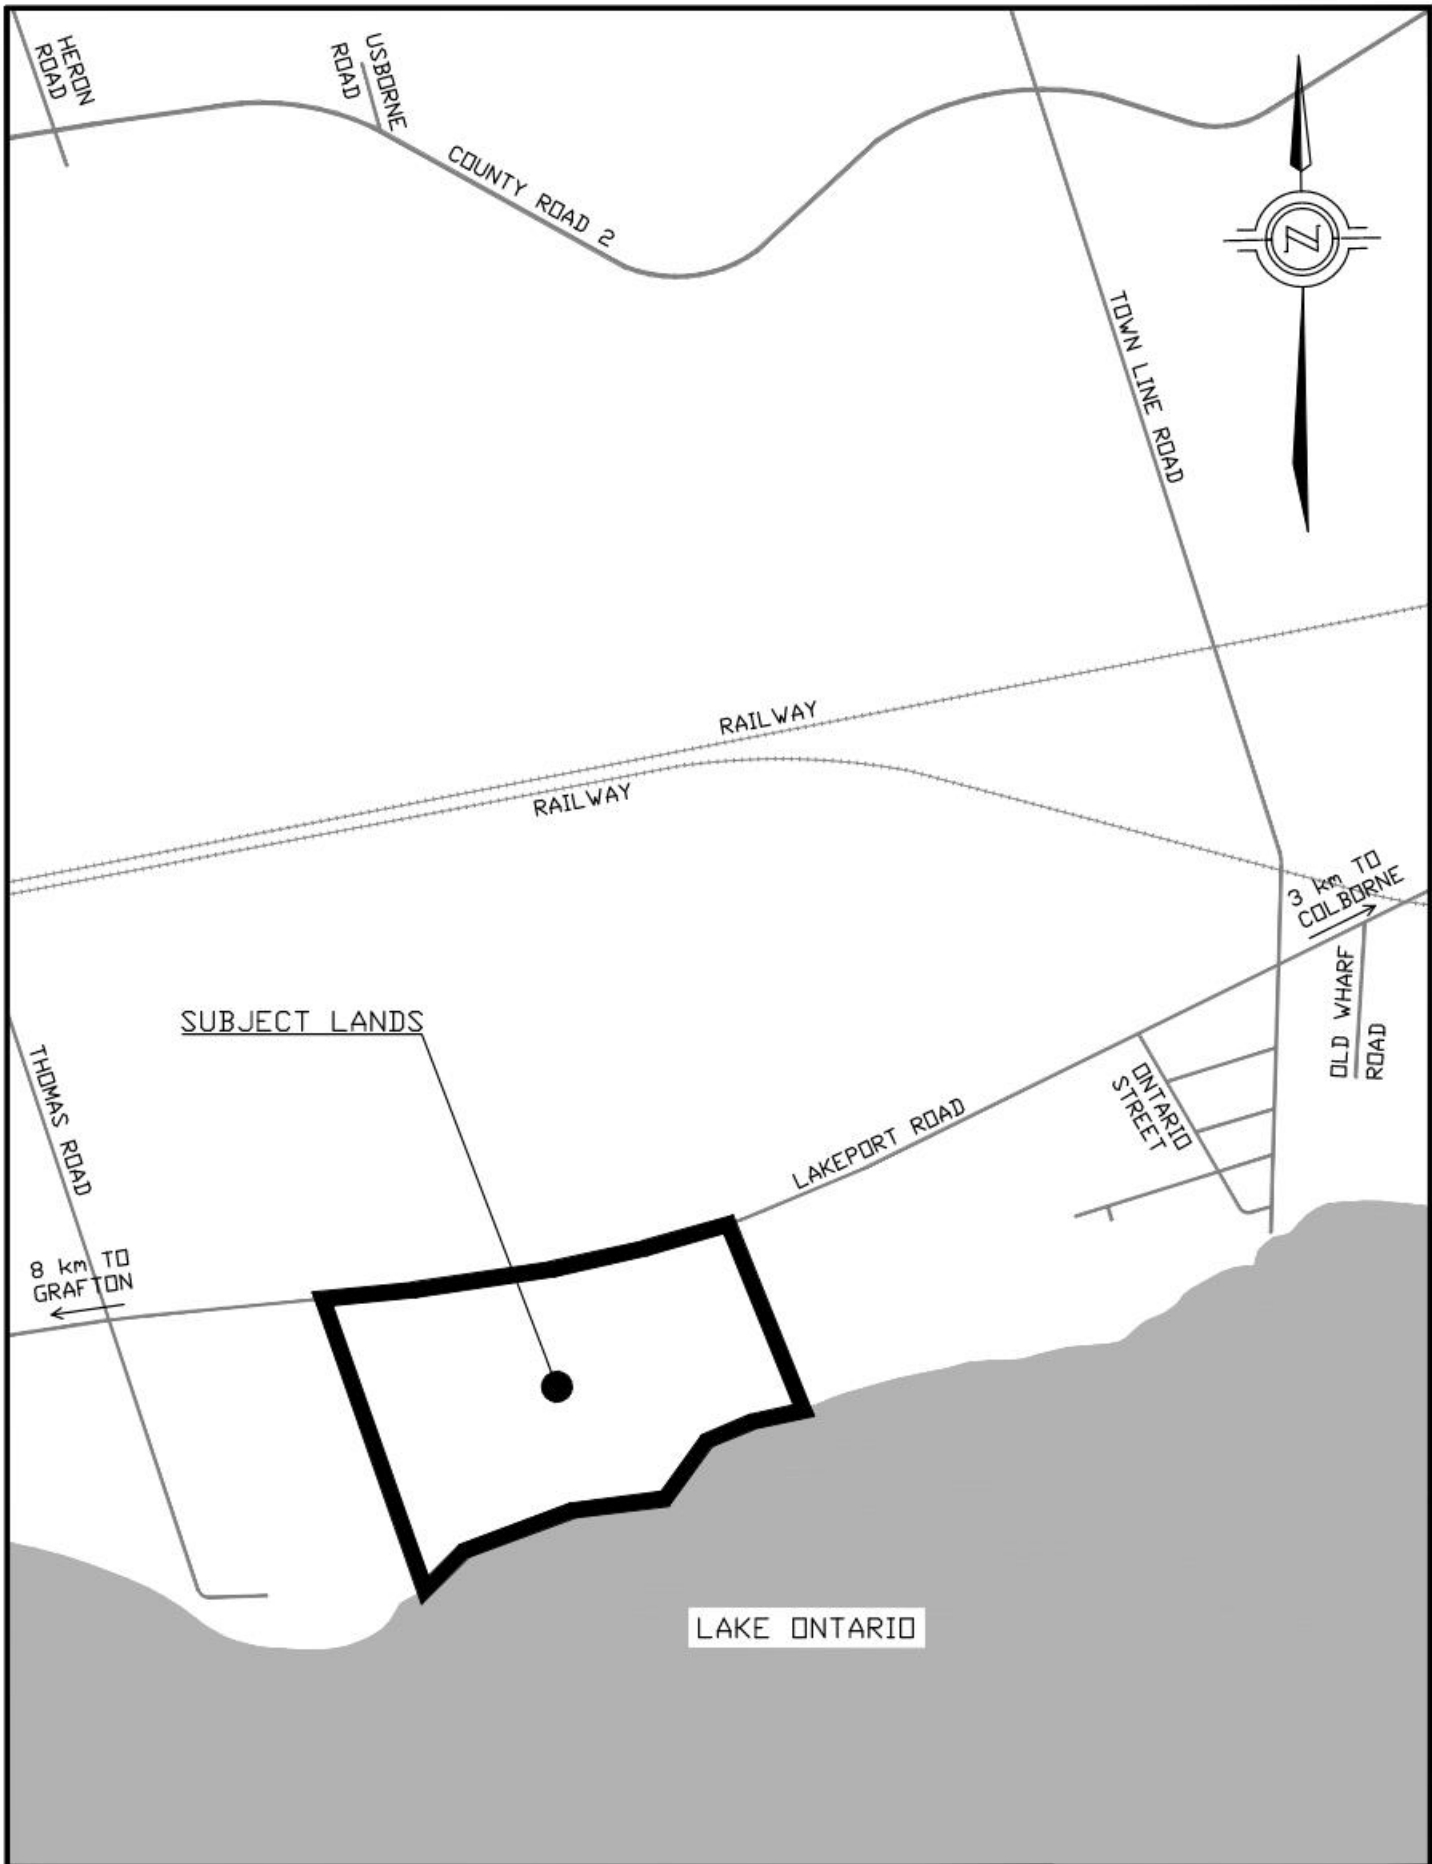 HERON
ROAD
USBORNE
ROAD
COUNTY ROAD 2
N
TOWN LINE ROAD
RAILWAY
RAILWAY
3 km TO
COLBORNE
OLD WHARF
ROAD
SUBJECT LANDS
THOMAS ROAD
ONTARIO
STREET
LAKEPORT ROAD
8 km TO
GRAFTON
LAKE ONTARIO